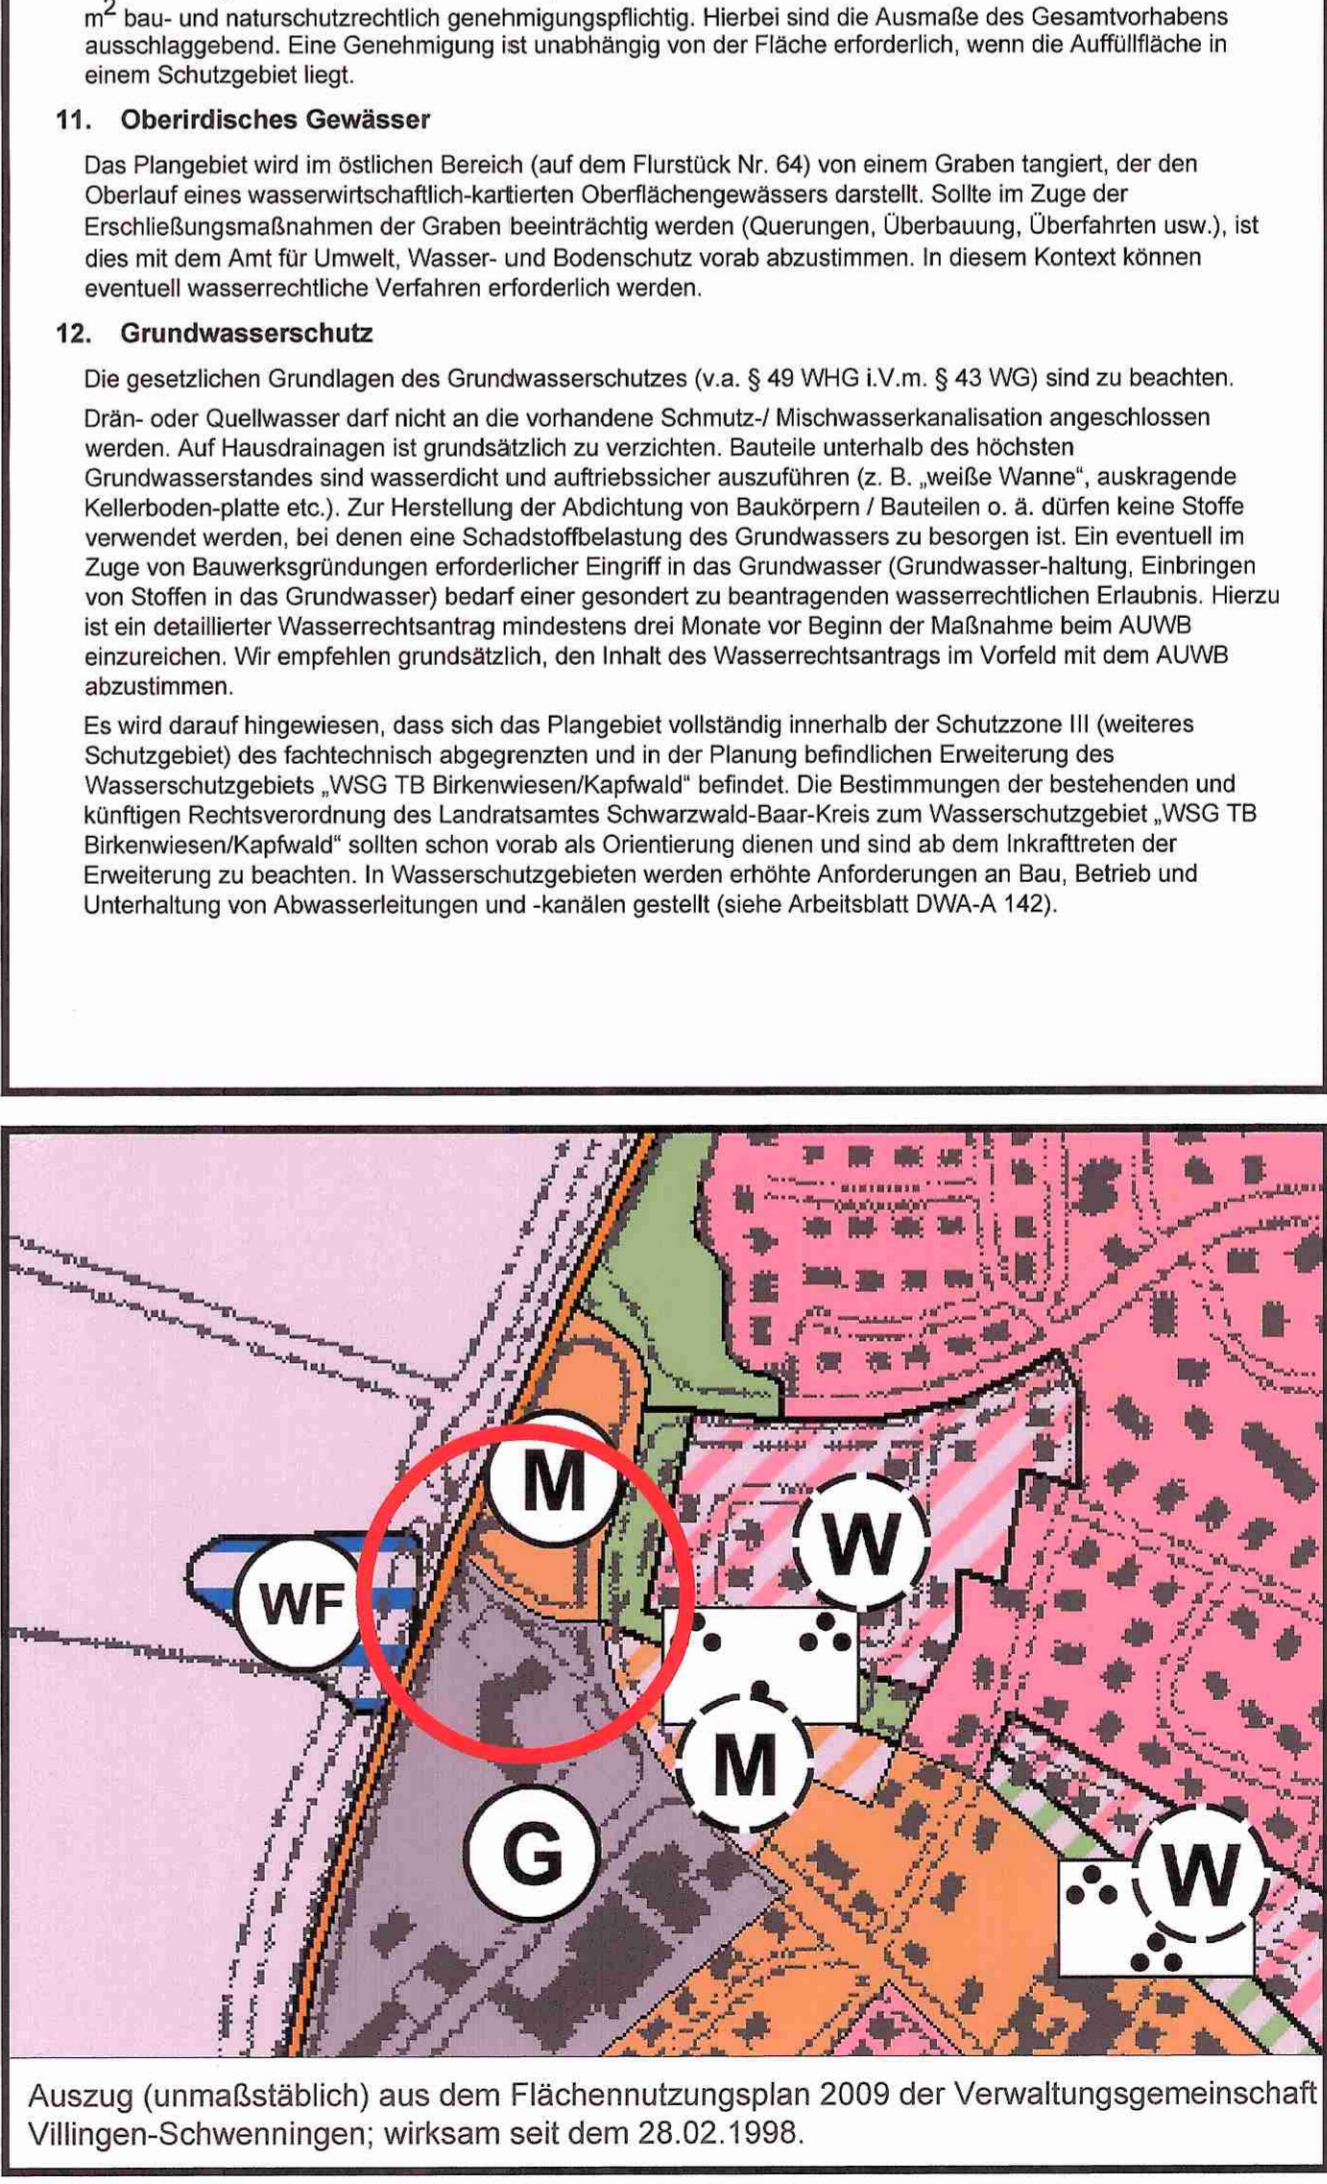 m² bau- und naturschutzrechtlich genehmigungspflichtig. Hierbei sind die Ausmaße des Gesamtvorhabens
ausschlaggebend. Eine Genehmigung ist unabhängig von der Fläche erforderlich, wenn die Auffüllfläche in
einem Schutzgebiet liegt.
11. Oberirdisches Gewässer
Das Plangebiet wird im östlichen Bereich (auf dem Flurstück Nr. 64) von einem Graben tangiert, der den
Oberlauf eines wasserwirtschaftlich-kartierten Oberflächengewässers darstellt. Sollte im Zuge der
Erschließungsmaßnahmen der Graben beeinträchtig werden (Querungen, Überbauung, Überfahrten usw.), ist
dies mit dem Amt für Umwelt, Wasser- und Bodenschutz vorab abzustimmen. In diesem Kontext können
eventuell wasserrechtliche Verfahren erforderlich werden.
12. Grundwasserschutz
Die gesetzlichen Grundlagen des Grundwasserschutzes (v.a. § 49 WHG i.V.m. § 43 WG) sind zu beachten.
Drän- oder Quellwasser darf nicht an die vorhandene Schmutz-/ Mischwasserkanalisation angeschlossen
werden. Auf Hausdrainagen ist grundsätzlich zu verzichten. Bauteile unterhalb des höchsten
Grundwasserstandes sind wasserdicht und auftriebssicher auszuführen (z. B. „weiße Wanne“, auskragende
Kellerboden-platte etc.). Zur Herstellung der Abdichtung von Baukörpern / Bauteilen o. ä. dürfen keine Stoffe
verwendet werden, bei denen eine Schadstoffbelastung des Grundwassers zu besorgen ist. Ein eventuell im
Zuge von Bauwerksgründungen erforderlicher Eingriff in das Grundwasser (Grundwasser-haltung, Einbringen
von Stoffen in das Grundwasser) bedarf einer gesondert zu beantragenden wasserrechtlichen Erlaubnis. Hierzu
ist ein detaillierter Wasserrechtsantrag mindestens drei Monate vor Beginn der Maßnahme beim AUWB
einzureichen. Wir empfehlen grundsätzlich, den Inhalt des Wasserrechtsantrags im Vorfeld mit dem AUWB
abzustimmen.
Es wird darauf hingewiesen, dass sich das Plangebiet vollständig innerhalb der Schutzzone III (weiteres
Schutzgebiet) des fachtechnisch abgegrenzten und in der Planung befindlichen Erweiterung des
Wasserschutzgebiets „WSG TB Birkenwiesen/Kapfwald“ befindet. Die Bestimmungen der bestehenden und
künftigen Rechtsverordnung des Landratsamtes Schwarzwald-Baar-Kreis zum Wasserschutzgebiet „WSG TB
Birkenwiesen/Kapfwald“ sollten schon vorab als Orientierung dienen und sind ab dem Inkrafttreten der
Erweiterung zu beachten. In Wasserschutzgebieten werden erhöhte Anforderungen an Bau, Betrieb und
Unterhaltung von Abwasserleitungen und -kanälen gestellt (siehe Arbeitsblatt DWA-A 142).
M
W
WF
M
G
W
Auszug (unmaßstäblich) aus dem Flächennutzungsplan 2009 der Verwaltungsgemeinschaft
Villingen-Schwenningen; wirksam seit dem 28.02.1998.